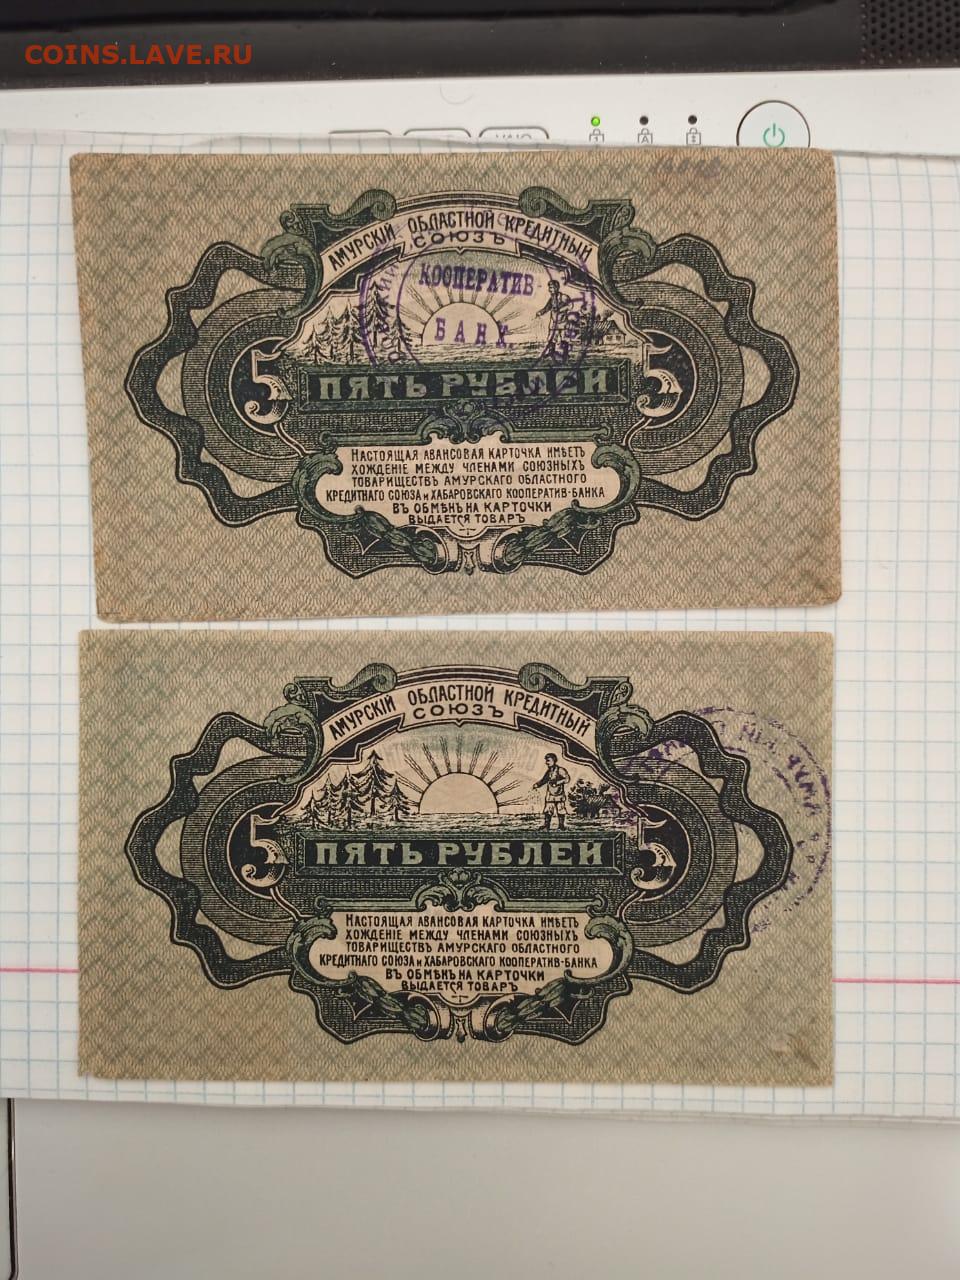 COINS.LAVE.RU
VAIO
1
A
АМУРСКІЙ ОБЛАСТНОЙ КРЕДИТНЫЙ
СОЮЗЪ
КООПЕРАТИВ-
БАНК.
5 ПЯТЬ РУБЛЕЙ 5
НАСТОЯЩАЯ АВАНСОВАЯ КАРТОЧКА ИМѢЕТЪ
ХОЖДЕНІЕ МЕЖДУ ЧЛЕНАМИ СОЮЗНЫХЪ
ТОВАРИЩЕСТВЪ АМУРСКАГО ОБЛАСТНОГО
КРЕДИТНАГО СОЮЗА И ХАБАРОВСКАГО КООПЕРАТИВ-БАНКА
ВЪ ОБМѢНЪ НА КАРТОЧКИ
ВЫДАЕТСЯ ТОВАРЪ
АМУРСКІЙ ОБЛАСТНОЙ КРЕДИТНЫЙ
СОЮЗЪ
5 ПЯТЬ РУБЛЕЙ 5
НАСТОЯЩАЯ АВАНСОВАЯ КАРТОЧКА ИМѢЕТЪ
ХОЖДЕНІЕ МЕЖДУ ЧЛЕНАМИ СОЮЗНЫХЪ
ТОВАРИЩЕСТВЪ АМУРСКАГО ОБЛАСТНОГО
КРЕДИТНАГО СОЮЗА И ХАБАРОВСКАГО КООПЕРАТИВ-БАНКА
ВЪ ОБМѢНЪ НА КАРТОЧКИ
ВЫДАЕТСЯ ТОВАРЪ